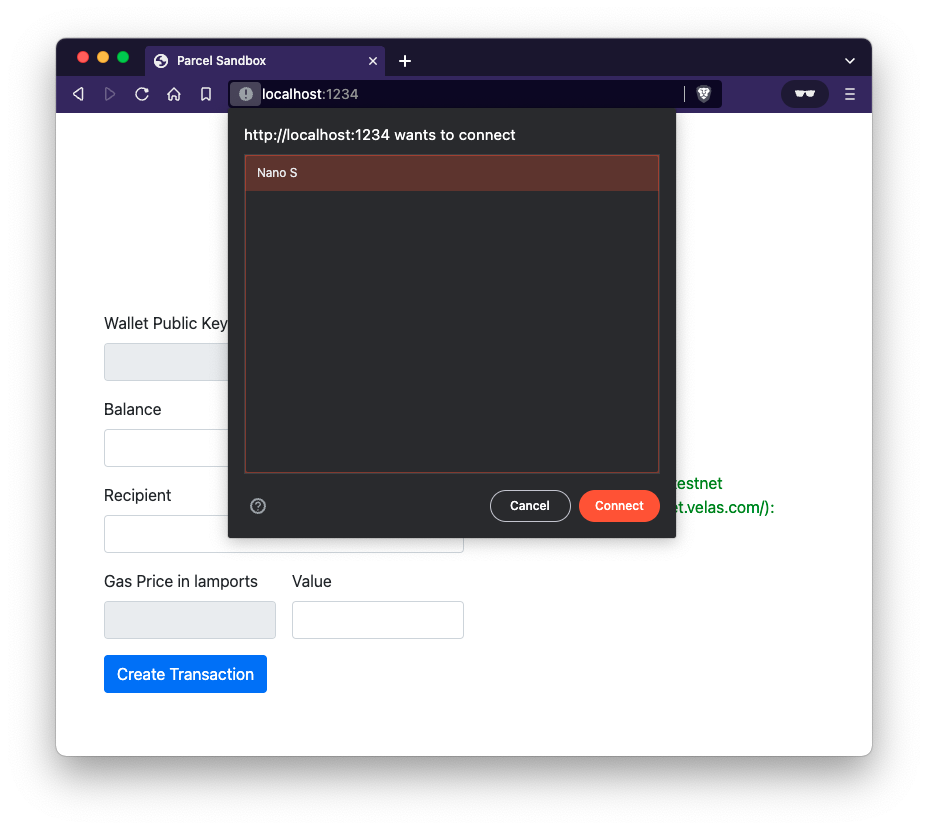 Parcel Sandbox
localhost:1234
http://localhost:1234 wants to connect
Nano S
Cancel
Connect
Wallet Public Key
Balance
Recipient
Gas Price in lamports
Value
Create Transaction
testnet
et.velas.com/):